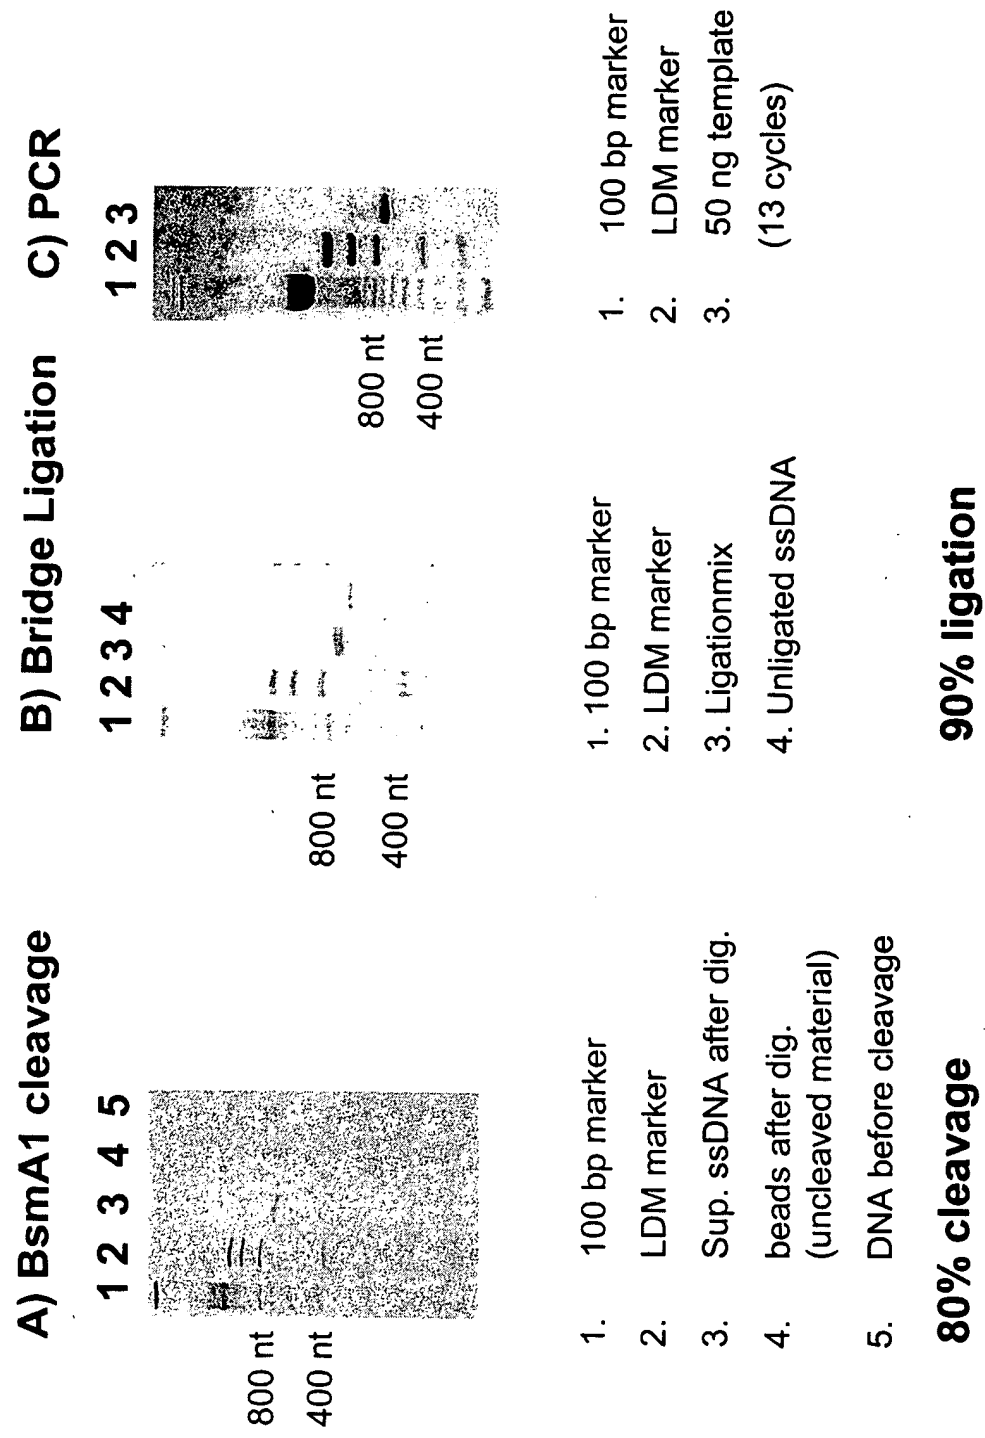 A) BsmA1 cleavage
1 2 3 4 5
800 nt
400 nt
1. 100 bp marker
2. LDM marker
3. Sup. ssDNA after dig.
4. beads after dig.
(uncleaved material)
5. DNA before cleavage
80% cleavage
B) Bridge Ligation
1 2 3 4
800 nt
400 nt
1. 100 bp marker
2. LDM marker
3. Ligationmix
4. Unligated ssDNA
90% ligation
C) PCR
1 2 3
800 nt
400 nt
1. 100 bp marker
2. LDM marker
3. 50 ng template
(13 cycles)